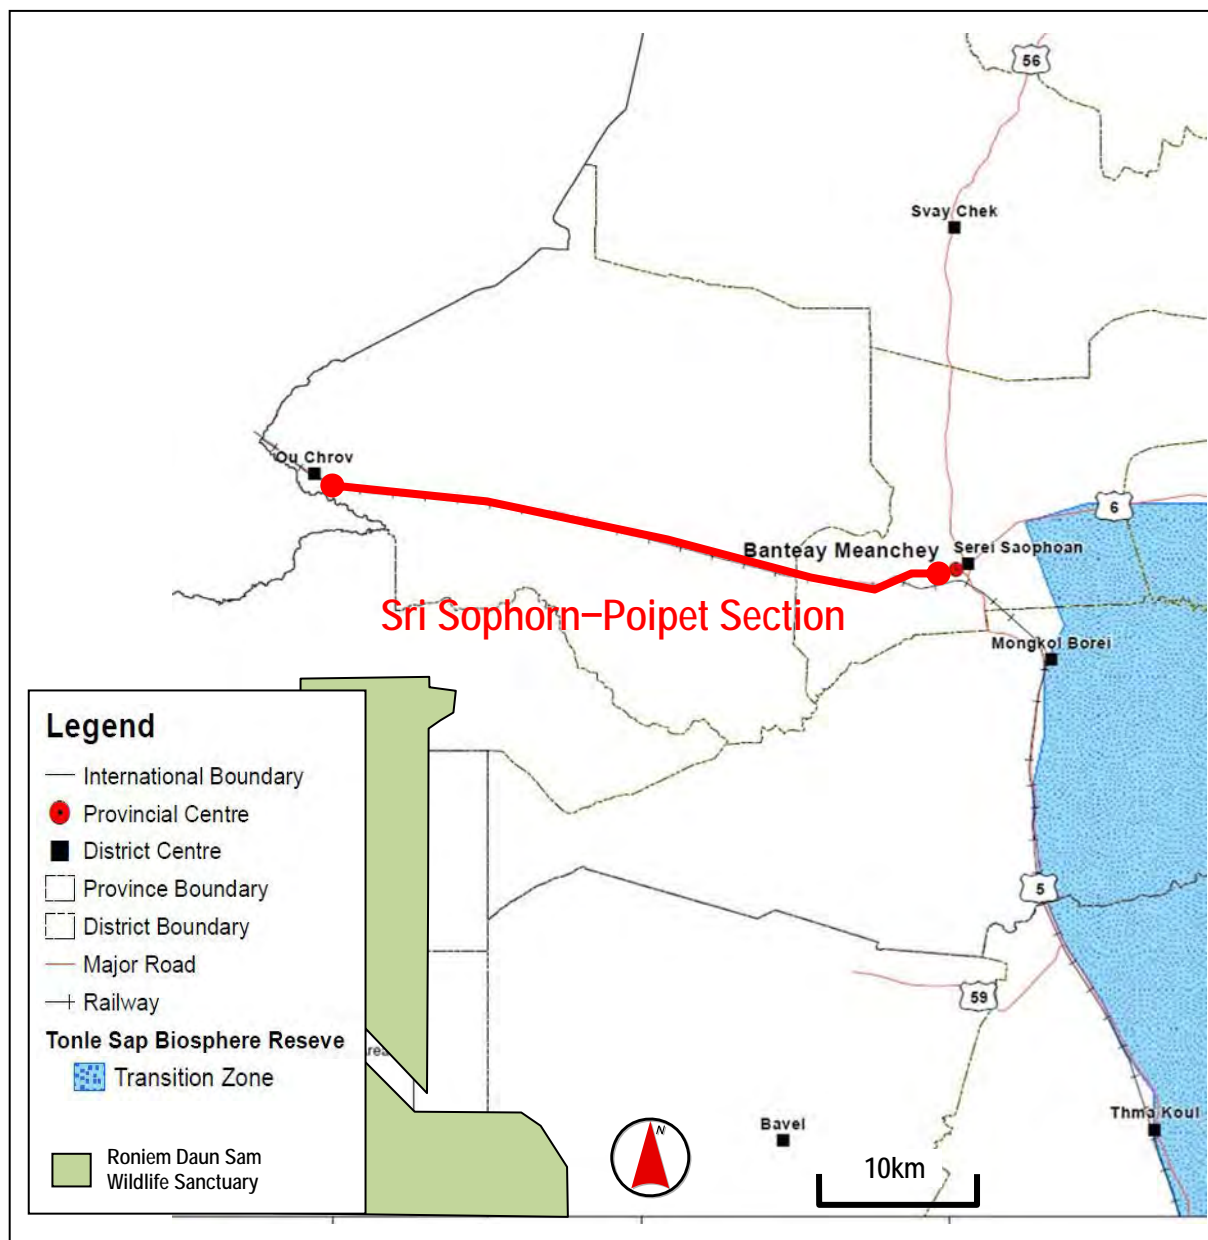 56
Svay Chek
Ou Chrov
6
Banteay Meanchey
Serei Saophoan
Sri Sophorn–Poipet Section
Mongkol Borei
Legend
International Boundary
Provincial Centre
District Centre
Province Boundary
District Boundary
Major Road
Railway
Tonle Sap Biosphere Reseve
Transition Zone
Roniem Daun Sam
Wildlife Sanctuary
5
59
N
Bavel
10km
Thma Koul